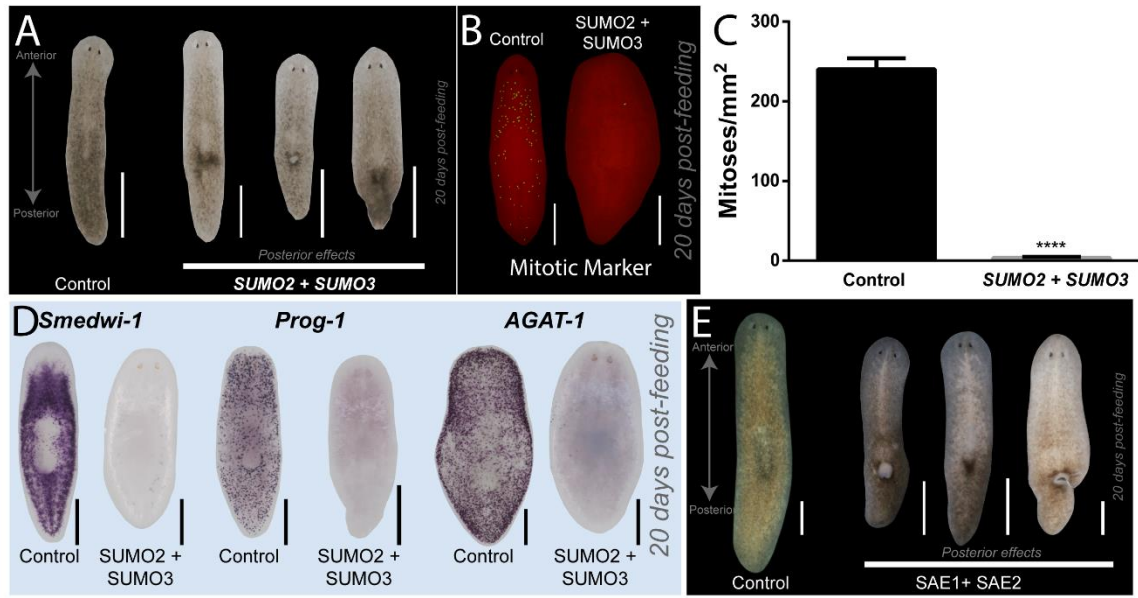 A
Anterior
Posterior
Control
Posterior effects
SUMO2 + SUMO3
20 days post-feeding
B
Control
SUMO2 +
SUMO3
Mitotic Marker
20 days post-feeding
C
Mitoses/mm²
300
200
100
0
****
Control
SUMO2 + SUMO3
D
Smedwi-1
Prog-1
AGAT-1
Control
SUMO2 +
SUMO3
Control
SUMO2 +
SUMO3
Control
SUMO2 +
SUMO3
20 days post-feeding
E
Anterior
Posterior
Control
Posterior effects
SAE1+ SAE2
20 days post-feeding